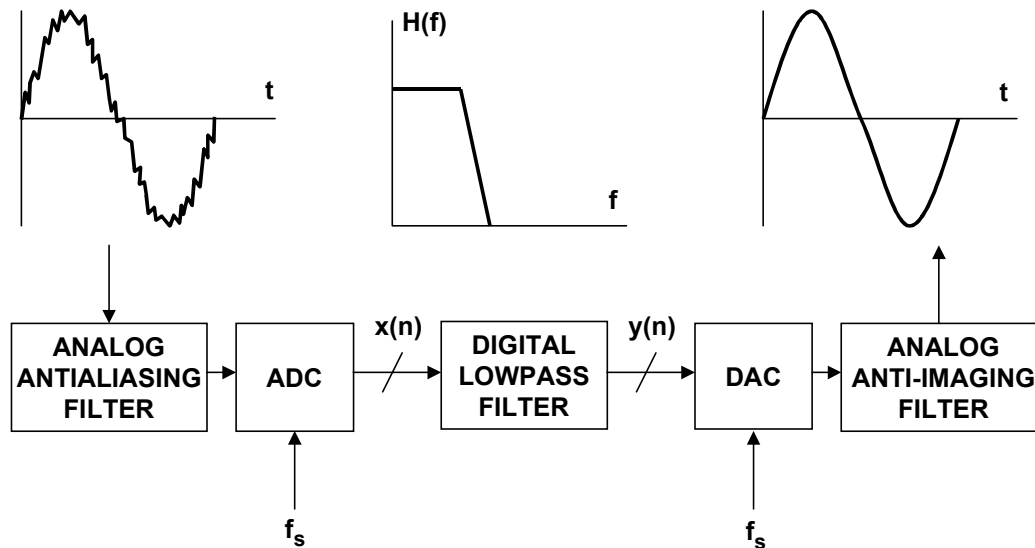 t
H(f)
f
t
ANALOG
ANTIALIASING
FILTER
ADC
x(n)
DIGITAL
LOWPASS
FILTER
y(n)
DAC
ANALOG
ANTI-IMAGING
FILTER
fs
fs